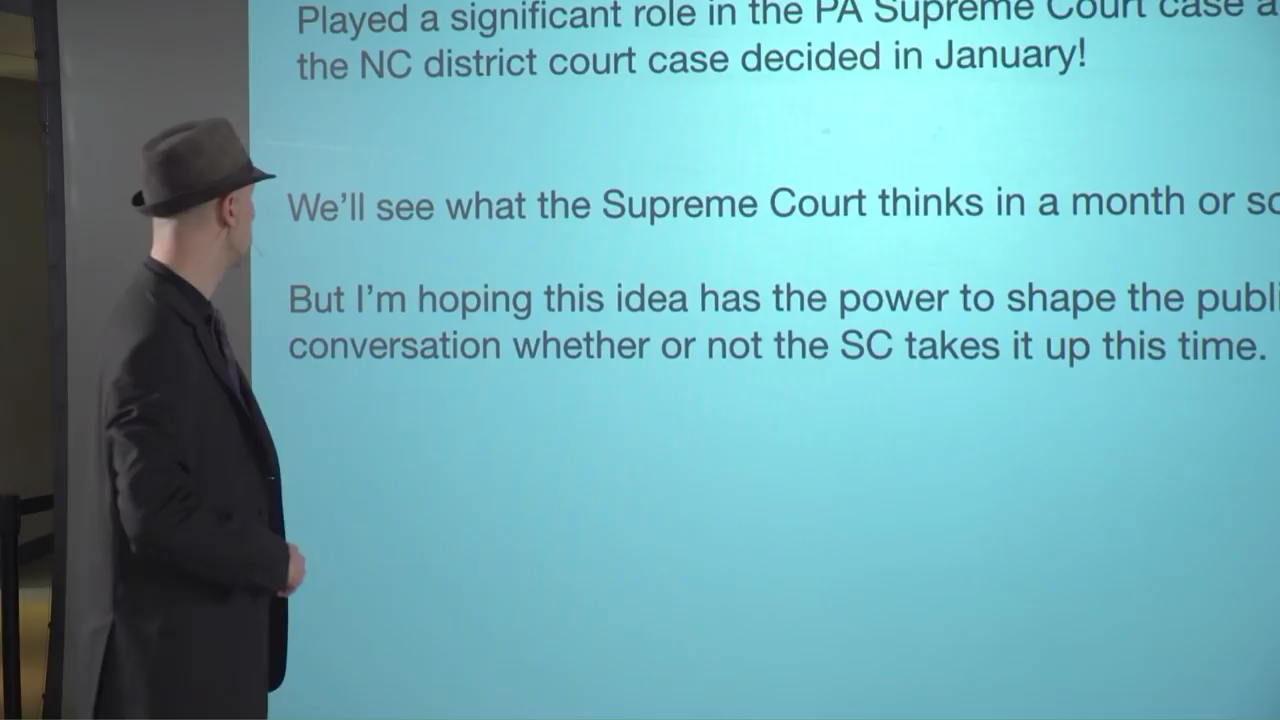 Played a significant role in the PA Supreme Court case a
the NC district court case decided in January!
We'll see what the Supreme Court thinks in a month or so
But I'm hoping this idea has the power to shape the publi
conversation whether or not the SC takes it up this time.